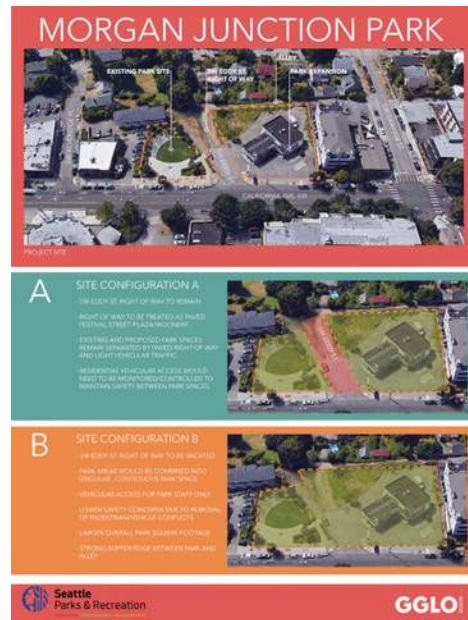 MORGAN JUNCTION PARK
ALLEY
EXISTING PARK SITE
SW EDDY ST.
RIGHT OF WAY
PARK EXPANSION
CALIFORNIA AVE. SW
PROJECT SITE
A
SITE CONFIGURATION A
- SW EDDY ST. RIGHT OF WAY TO REMAIN
- RIGHT OF WAY TO BE TREATED AS PAVED
FESTIVAL STREET/PLAZA/WOONERF
- EXISTING AND PROPOSED PARK SPACES
REMAIN SEPARATED BY PAVED RIGHT OF WAY
AND LIGHT VEHICULAR TRAFFIC.
- RESIDENTIAL VEHICULAR ACCESS WOULD
NEED TO BE MONITORED/CONTROLLED TO
MAINTAIN SAFETY BETWEEN PARK SPACES
B
SITE CONFIGURATION B
- SW EDDY ST. RIGHT OF WAY TO BE VACATED
- PARK AREAS WOULD BE COMBINED INTO
SINGULAR, CONTIGUOUS PARK SPACE
- VEHICULAR ACCESS FOR PARK STAFF ONLY
- LOWER SAFETY CONCERNS DUE TO REMOVAL
OF PEDESTRIAN/VEHICLE CONFLICTS
- LARGER OVERALL PARK SQUARE FOOTAGE
- STRONG BUFFER/EDGE BETWEEN PARK AND
ALLEY
Seattle
Parks & Recreation
GGLO